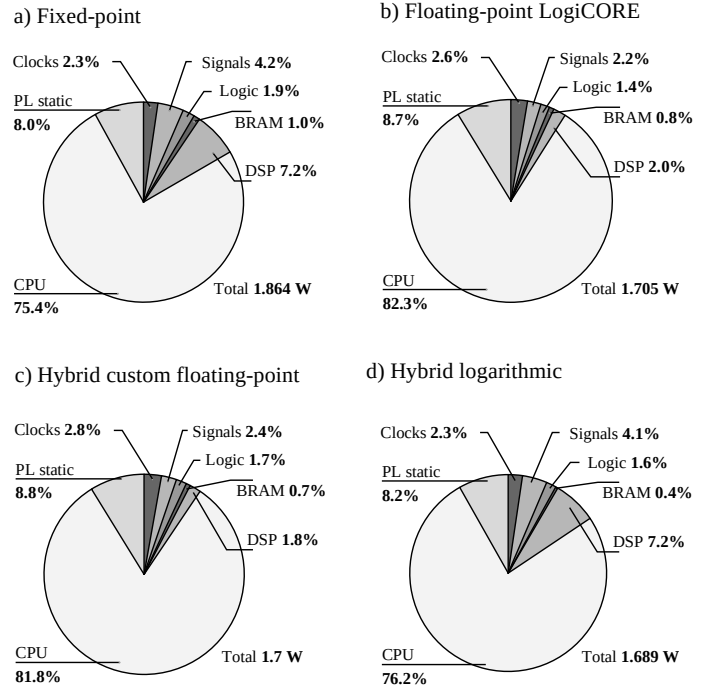 a) Fixed-point
Clocks 2.3%
Signals 4.2%
Logic 1.9%
PL static
8.0%
BRAM 1.0%
DSP 7.2%
CPU
75.4%
Total 1.864 W
b) Floating-point LogiCORE
Clocks 2.6%
Signals 2.2%
Logic 1.4%
PL static
8.7%
BRAM 0.8%
DSP 2.0%
CPU
82.3%
Total 1.705 W
c) Hybrid custom floating-point
Clocks 2.8%
Signals 2.4%
Logic 1.7%
PL static
8.8%
BRAM 0.7%
DSP 1.8%
CPU
81.8%
Total 1.7 W
d) Hybrid logarithmic
Clocks 2.3%
Signals 4.1%
Logic 1.6%
PL static
8.2%
BRAM 0.4%
DSP 7.2%
CPU
76.2%
Total 1.689 W